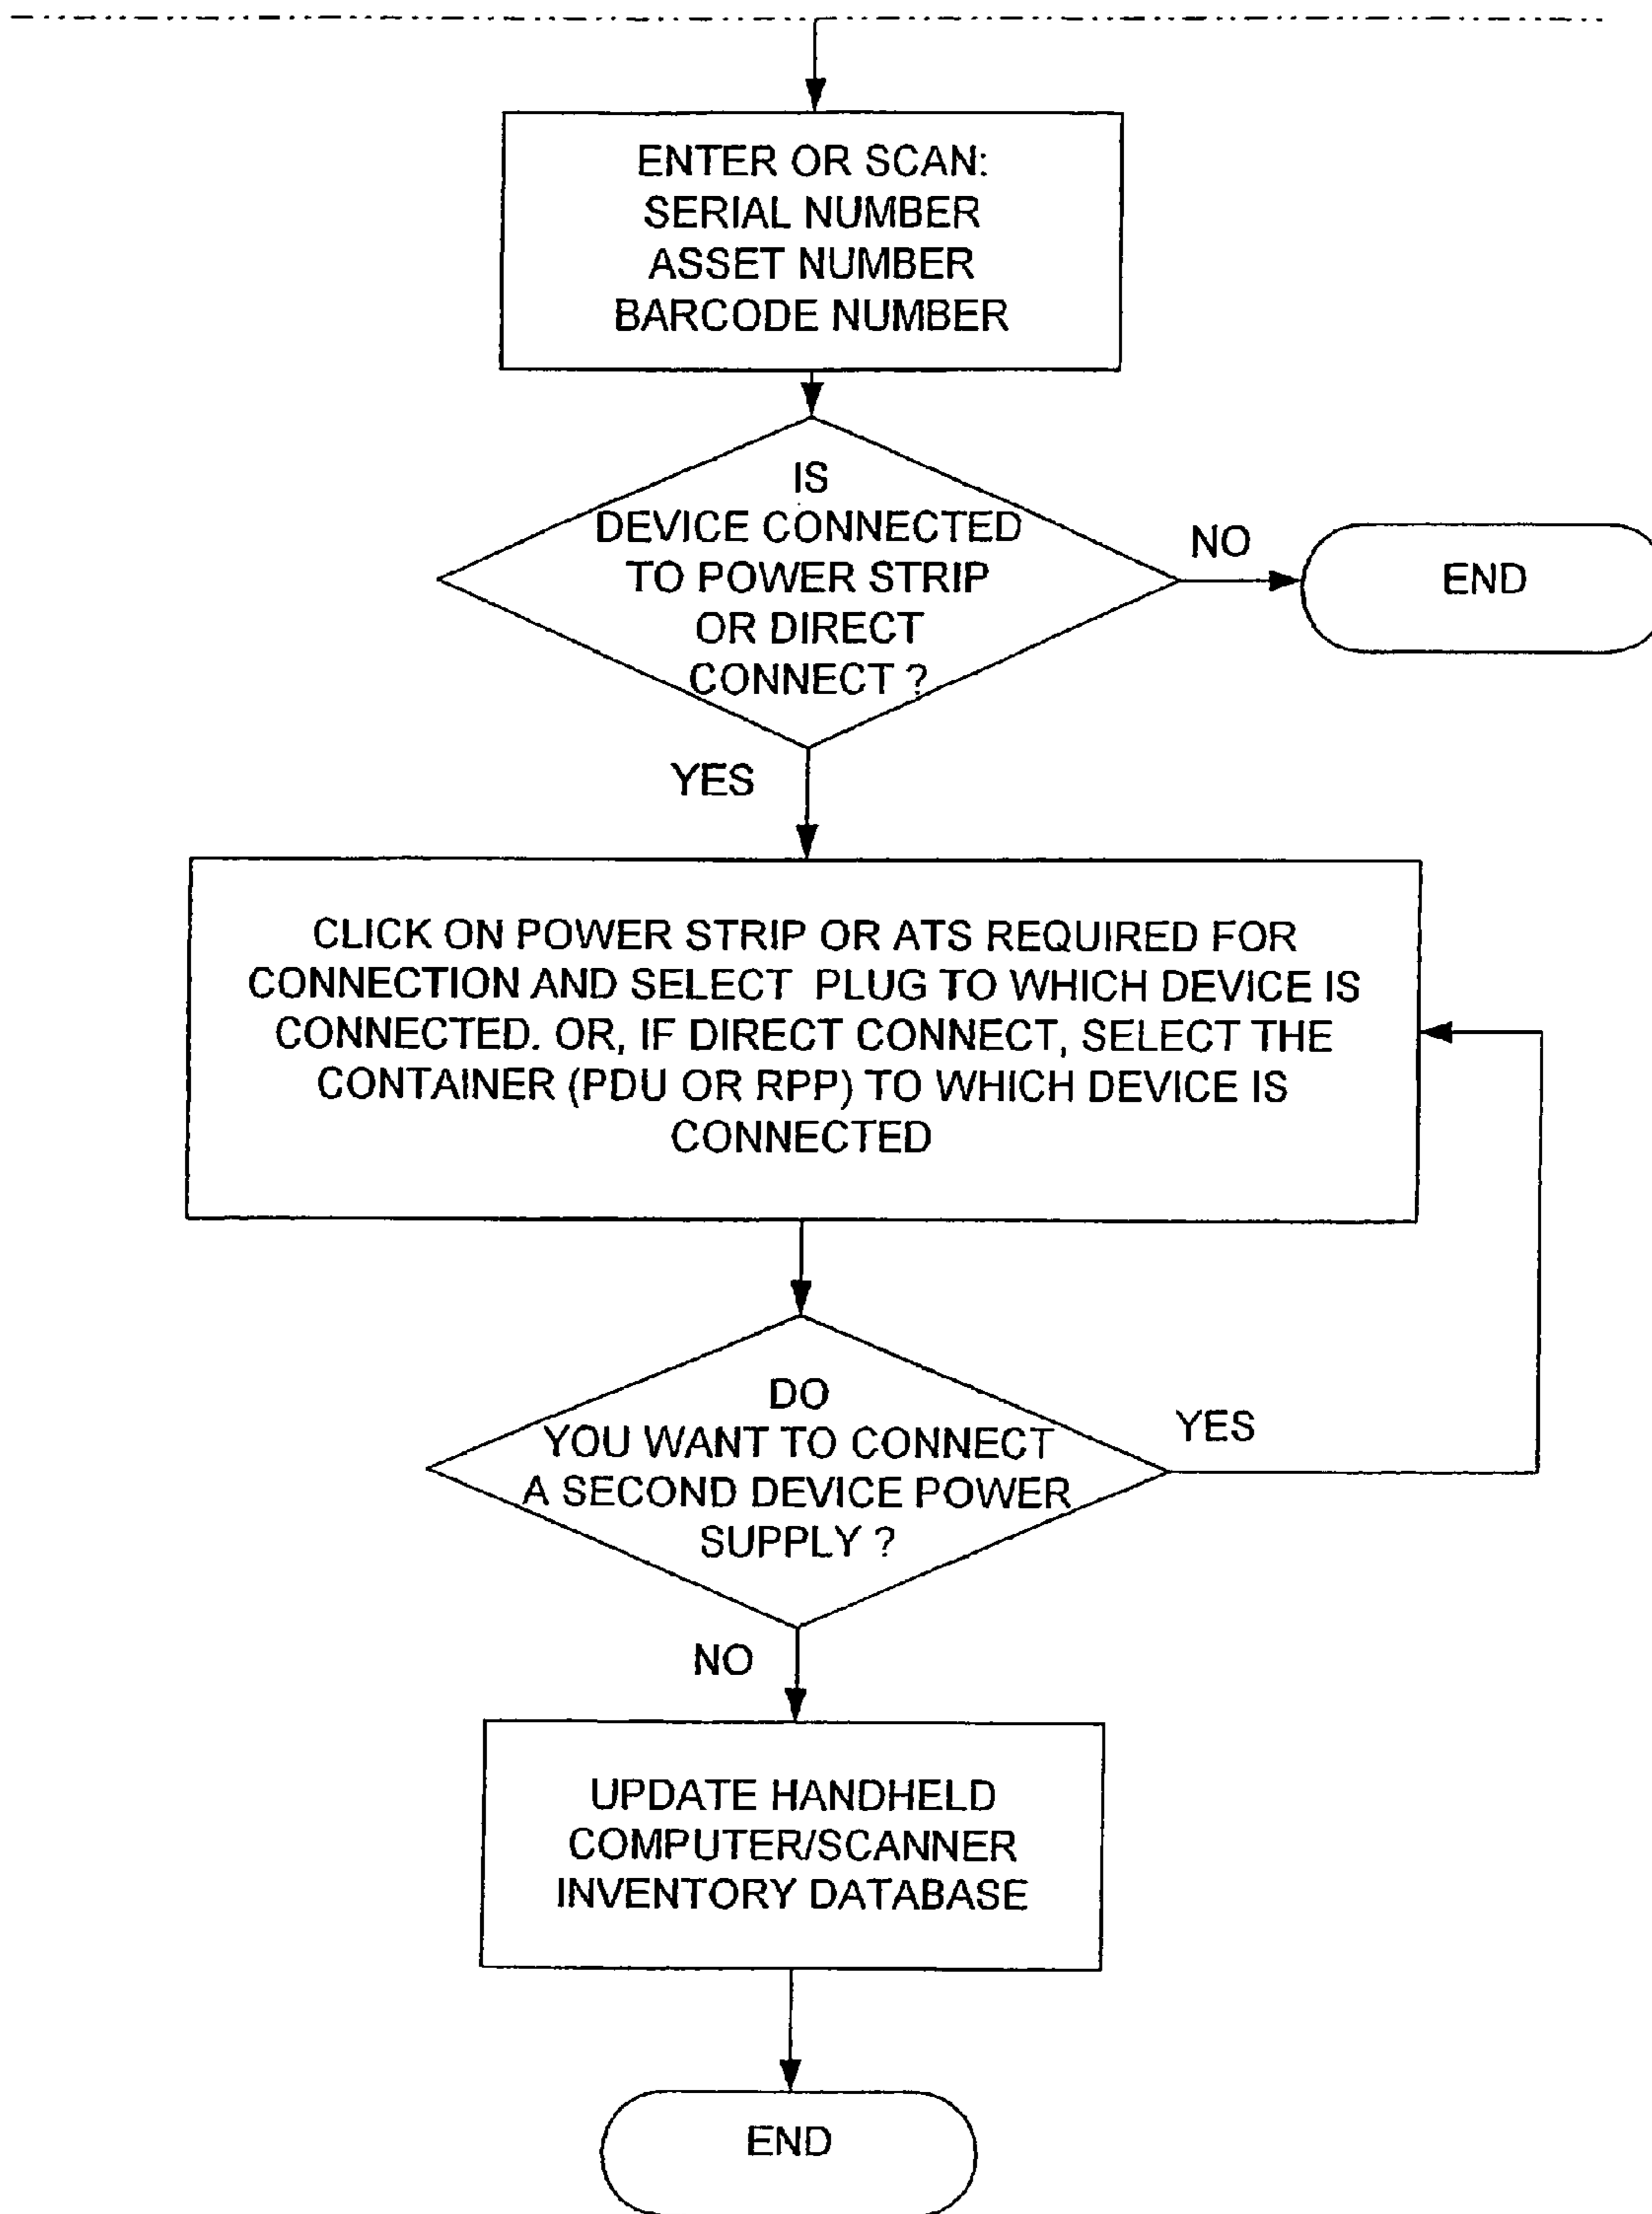 ENTER OR SCAN:
SERIAL NUMBER
ASSET NUMBER
BARCODE NUMBER
IS
DEVICE CONNECTED
TO POWER STRIP
OR DIRECT
CONNECT ?
NO
END
YES
CLICK ON POWER STRIP OR ATS REQUIRED FOR
CONNECTION AND SELECT PLUG TO WHICH DEVICE IS
CONNECTED. OR, IF DIRECT CONNECT, SELECT THE
CONTAINER (PDU OR RPP) TO WHICH DEVICE IS
CONNECTED
DO
YOU WANT TO CONNECT
A SECOND DEVICE POWER
SUPPLY ?
YES
NO
UPDATE HANDHELD
COMPUTER/SCANNER
INVENTORY DATABASE
END